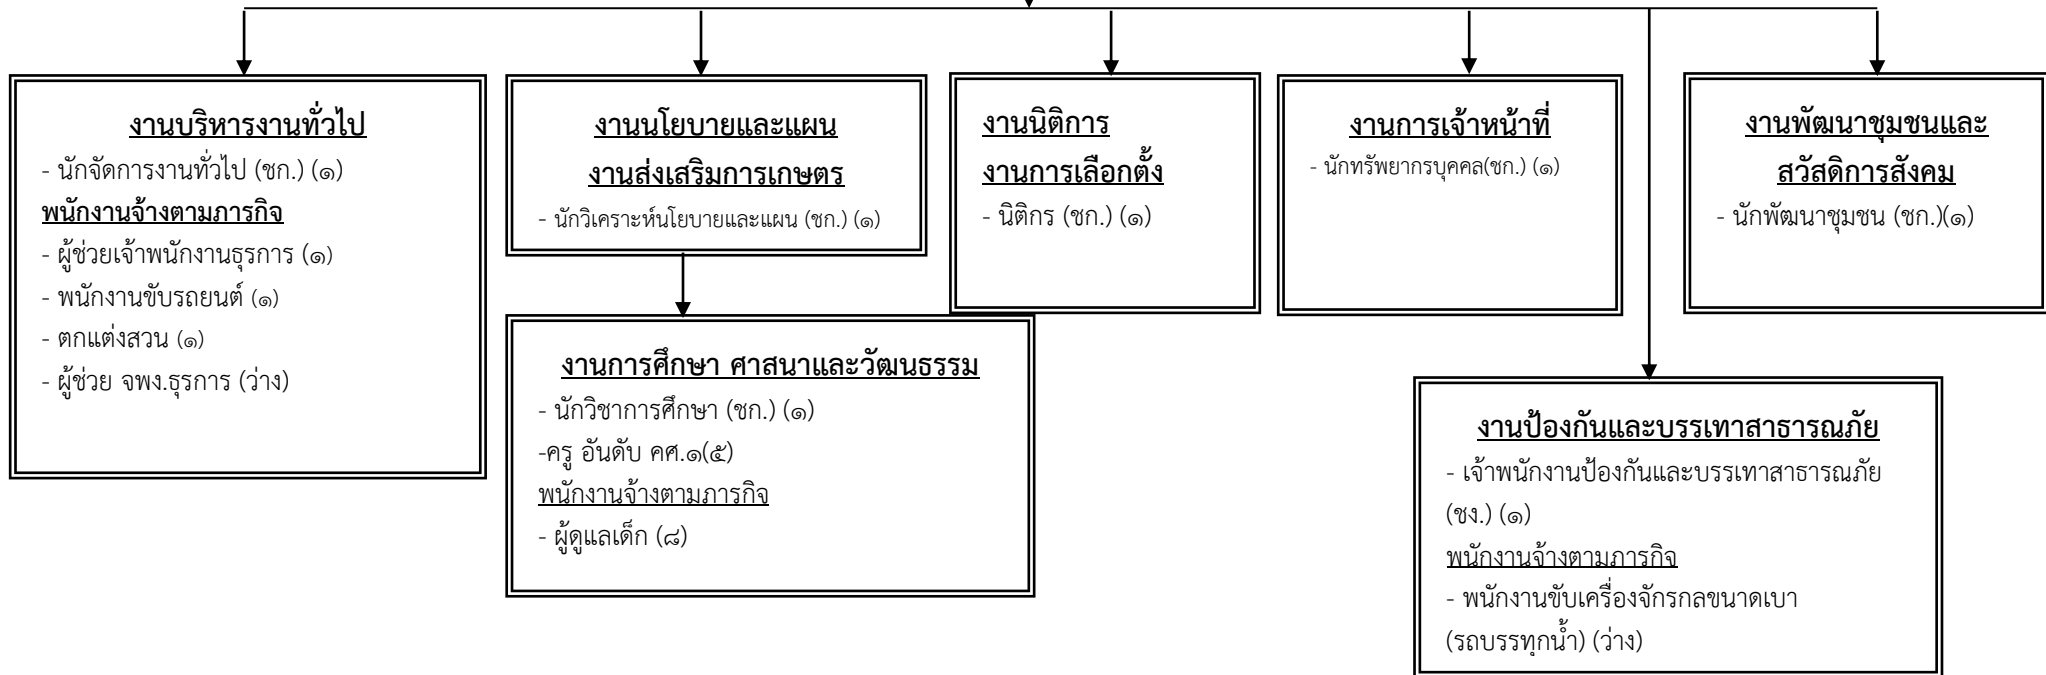 งานบริหารงานทั่วไป
- นักจัดการงานทั่วไป (ชก.) (๑)
พนักงานจ้างตามภารกิจ
- ผู้ช่วยเจ้าพนักงานธุรการ (๑)
- พนักงานขับรถยนต์ (๑)
- ตกแต่งสวน (๑)
- ผู้ช่วย จพง.ธุรการ (ว่าง)
งานนโยบายและแผน
งานส่งเสริมการเกษตร
- นักวิเคราะห์นโยบายและแผน (ชก.) (๑)
งานนิติการ
งานการเลือกตั้ง
- นิติกร (ชก.) (๑)
งานการเจ้าหน้าที่
- นักทรัพยากรบุคคล(ชก.) (๑)
งานพัฒนาชุมชนและ
สวัสดิการสังคม
- นักพัฒนาชุมชน (ชก.)(๑)
งานการศึกษา ศาสนาและวัฒนธรรม
- นักวิชาการศึกษา (ชก.) (๑)
-ครู อันดับ คศ.๑(๕)
พนักงานจ้างตามภารกิจ
- ผู้ดูแลเด็ก (๘)
งานป้องกันและบรรเทาสาธารณภัย
- เจ้าพนักงานป้องกันและบรรเทาสาธารณภัย
(ชง.) (๑)
พนักงานจ้างตามภารกิจ
- พนักงานขับเครื่องจักรกลขนาดเบา
(รถบรรทุกน้ำ) (ว่าง)